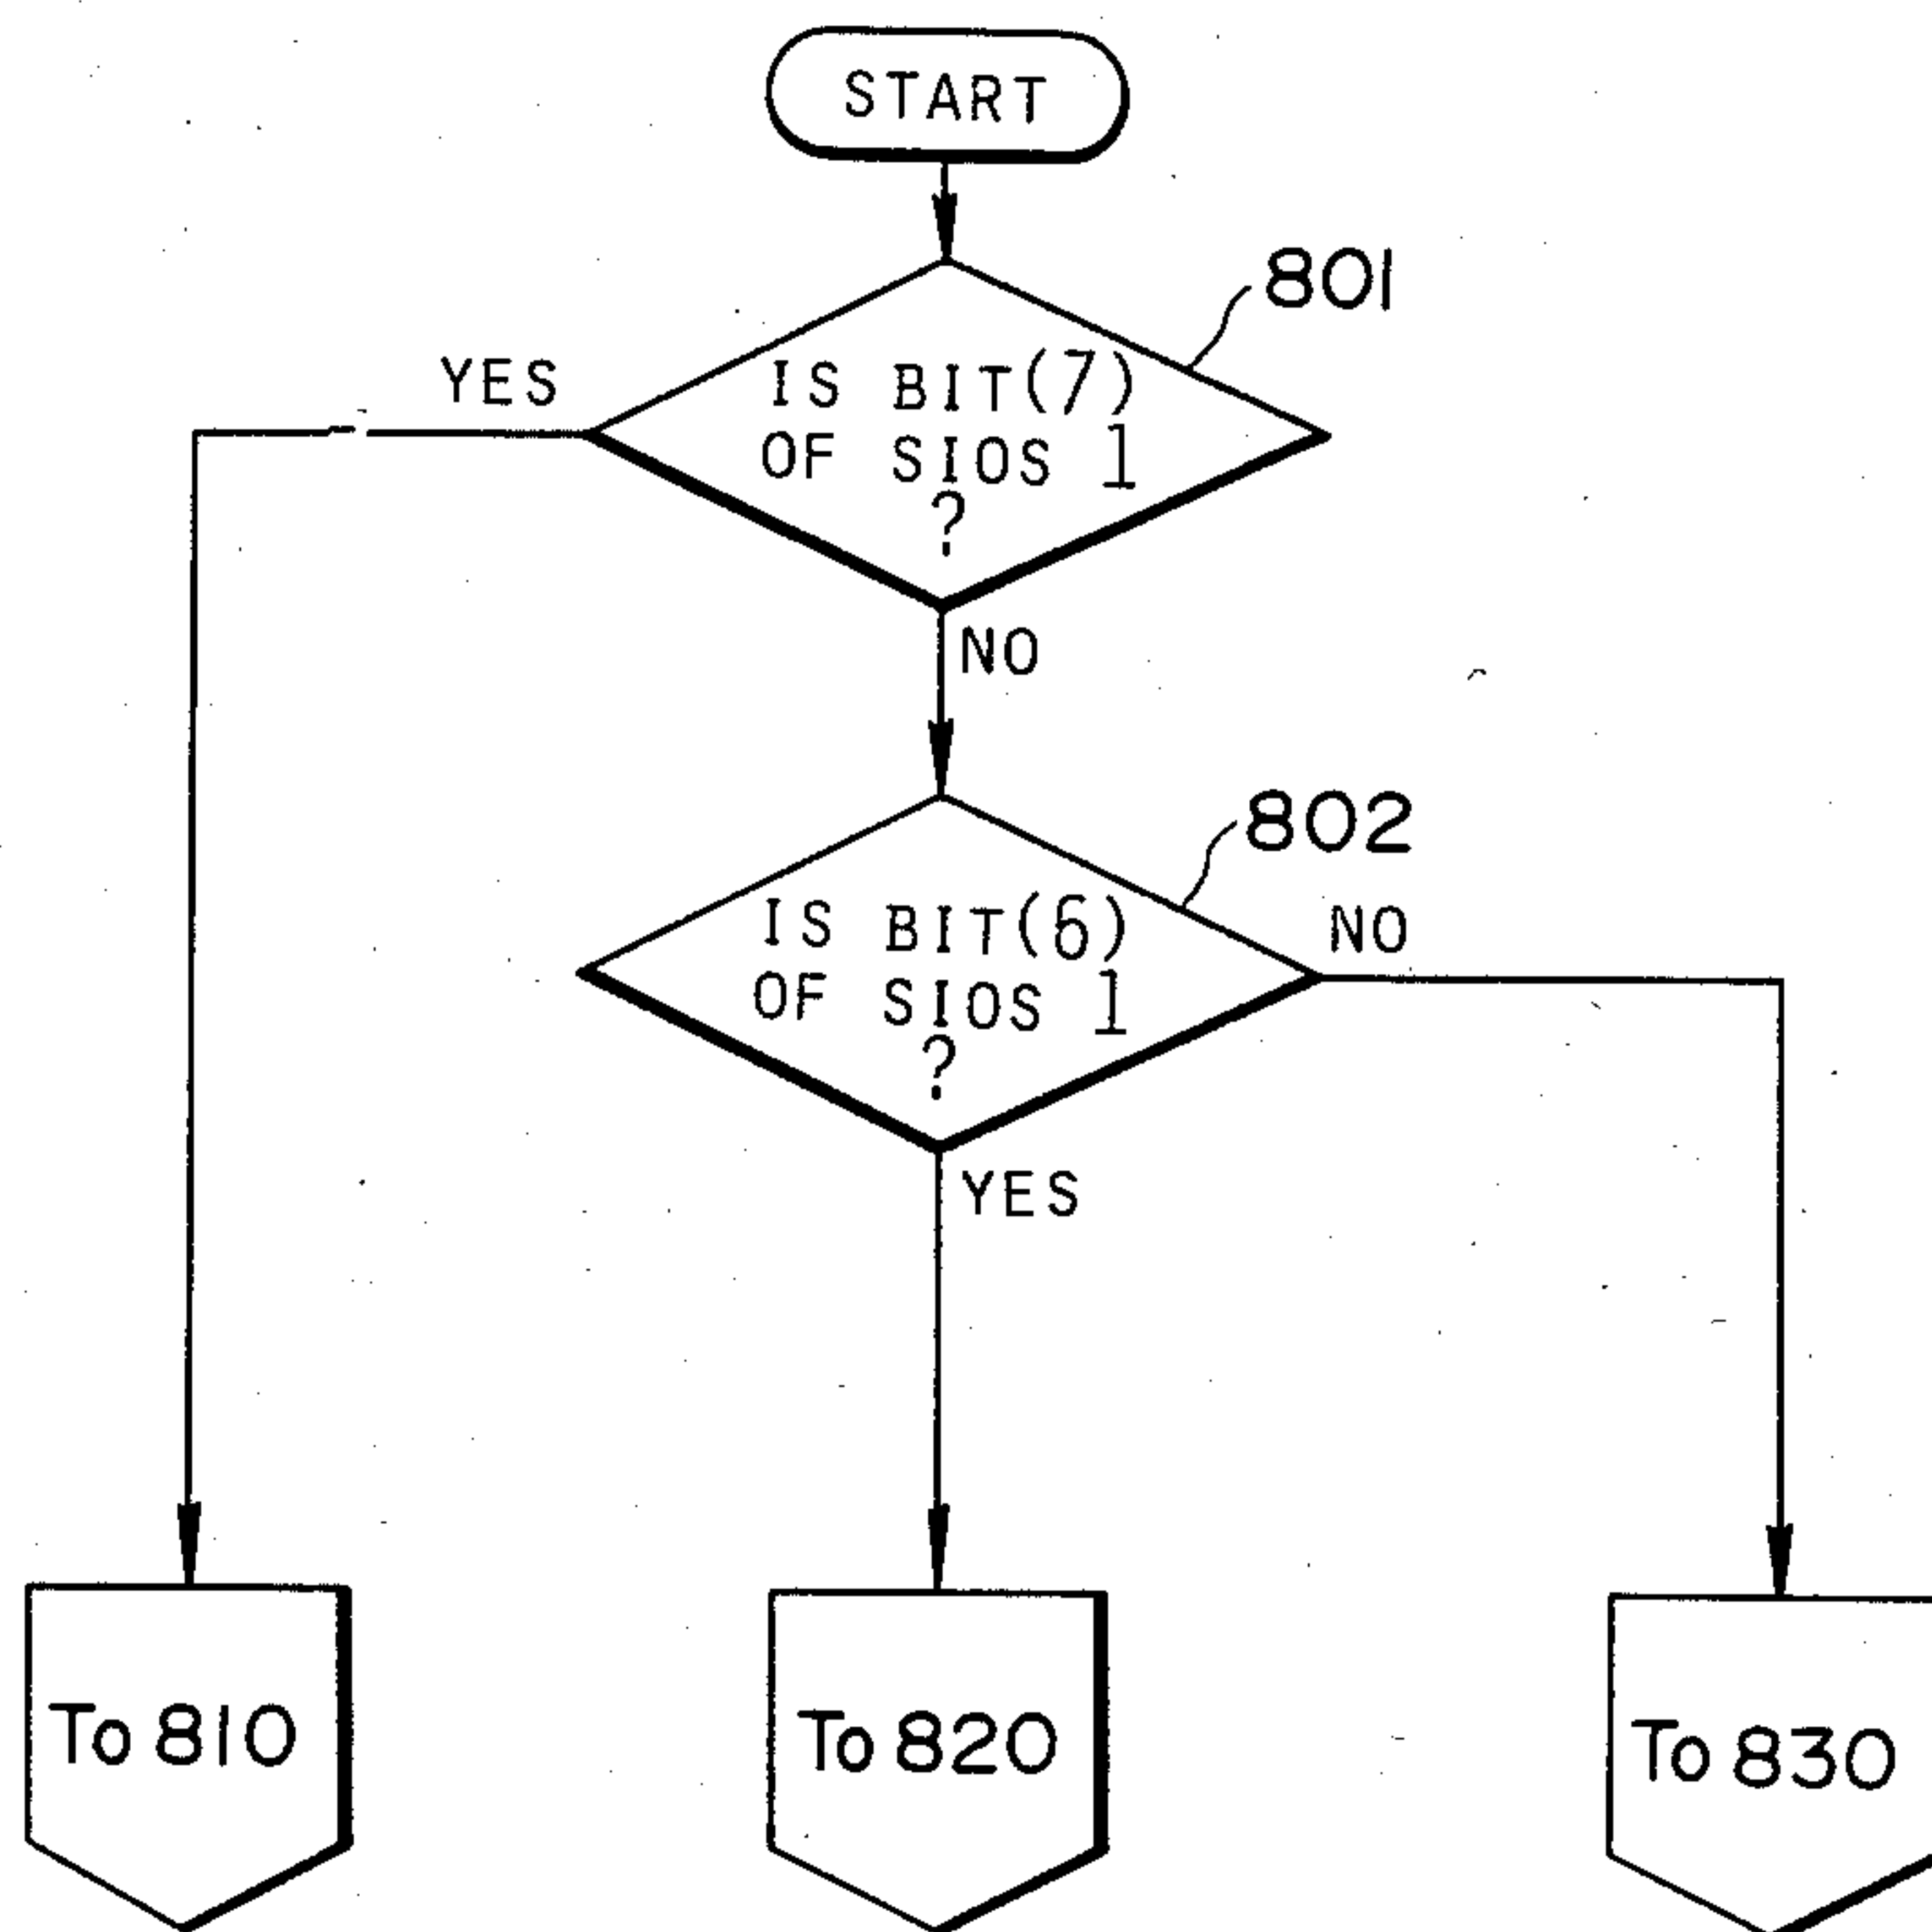 START
801
YES
IS BIT(7)
OF SIOS 1
?
NO
802
IS BIT(6)
OF SIOS 1
?
NO
YES
To 810
To 820
To 830